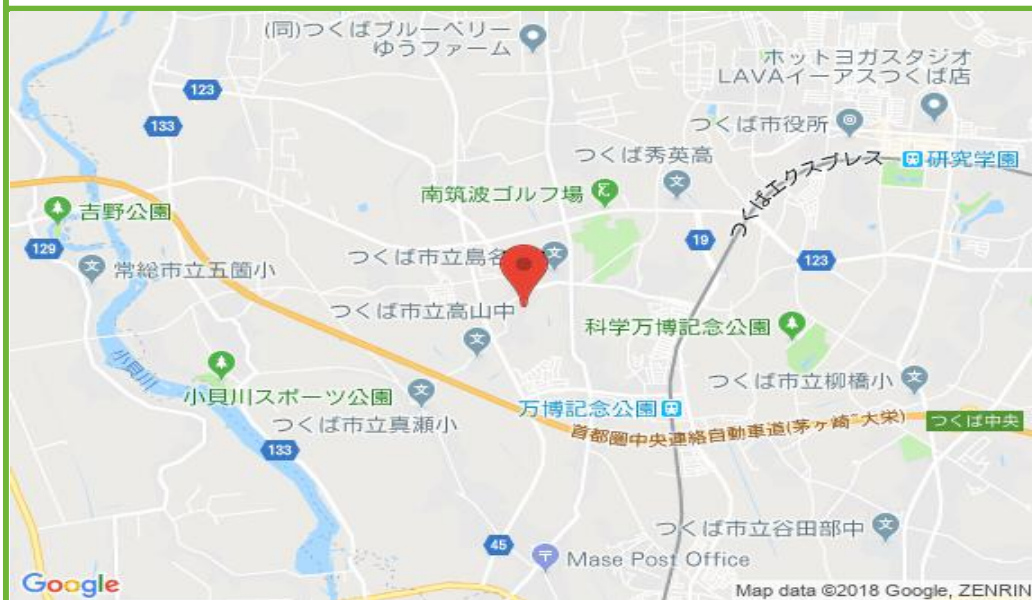 (同)つくばブルーベリー
ゆうファーム
ホットヨガスタジオ
LAVAイーアスつくば店
123
133
つくば市役所
つくば秀英高
つくばエクスプレス
研究学園
南筑波ゴルフ場
吉野公園
19
129
常総市立五箇小
つくば市立島名
123
つくば市立高山中
科学万博記念公園
小貝川
小貝川スポーツ公園
つくば市立柳橋小
万博記念公園
つくば市立真瀬小
首都圏中央連絡自動車道(茅ヶ崎~大栄)
つくば中央
133
つくば市立谷田部中
45
Mase Post Office
Google
Map data ©2018 Google, ZENRIN